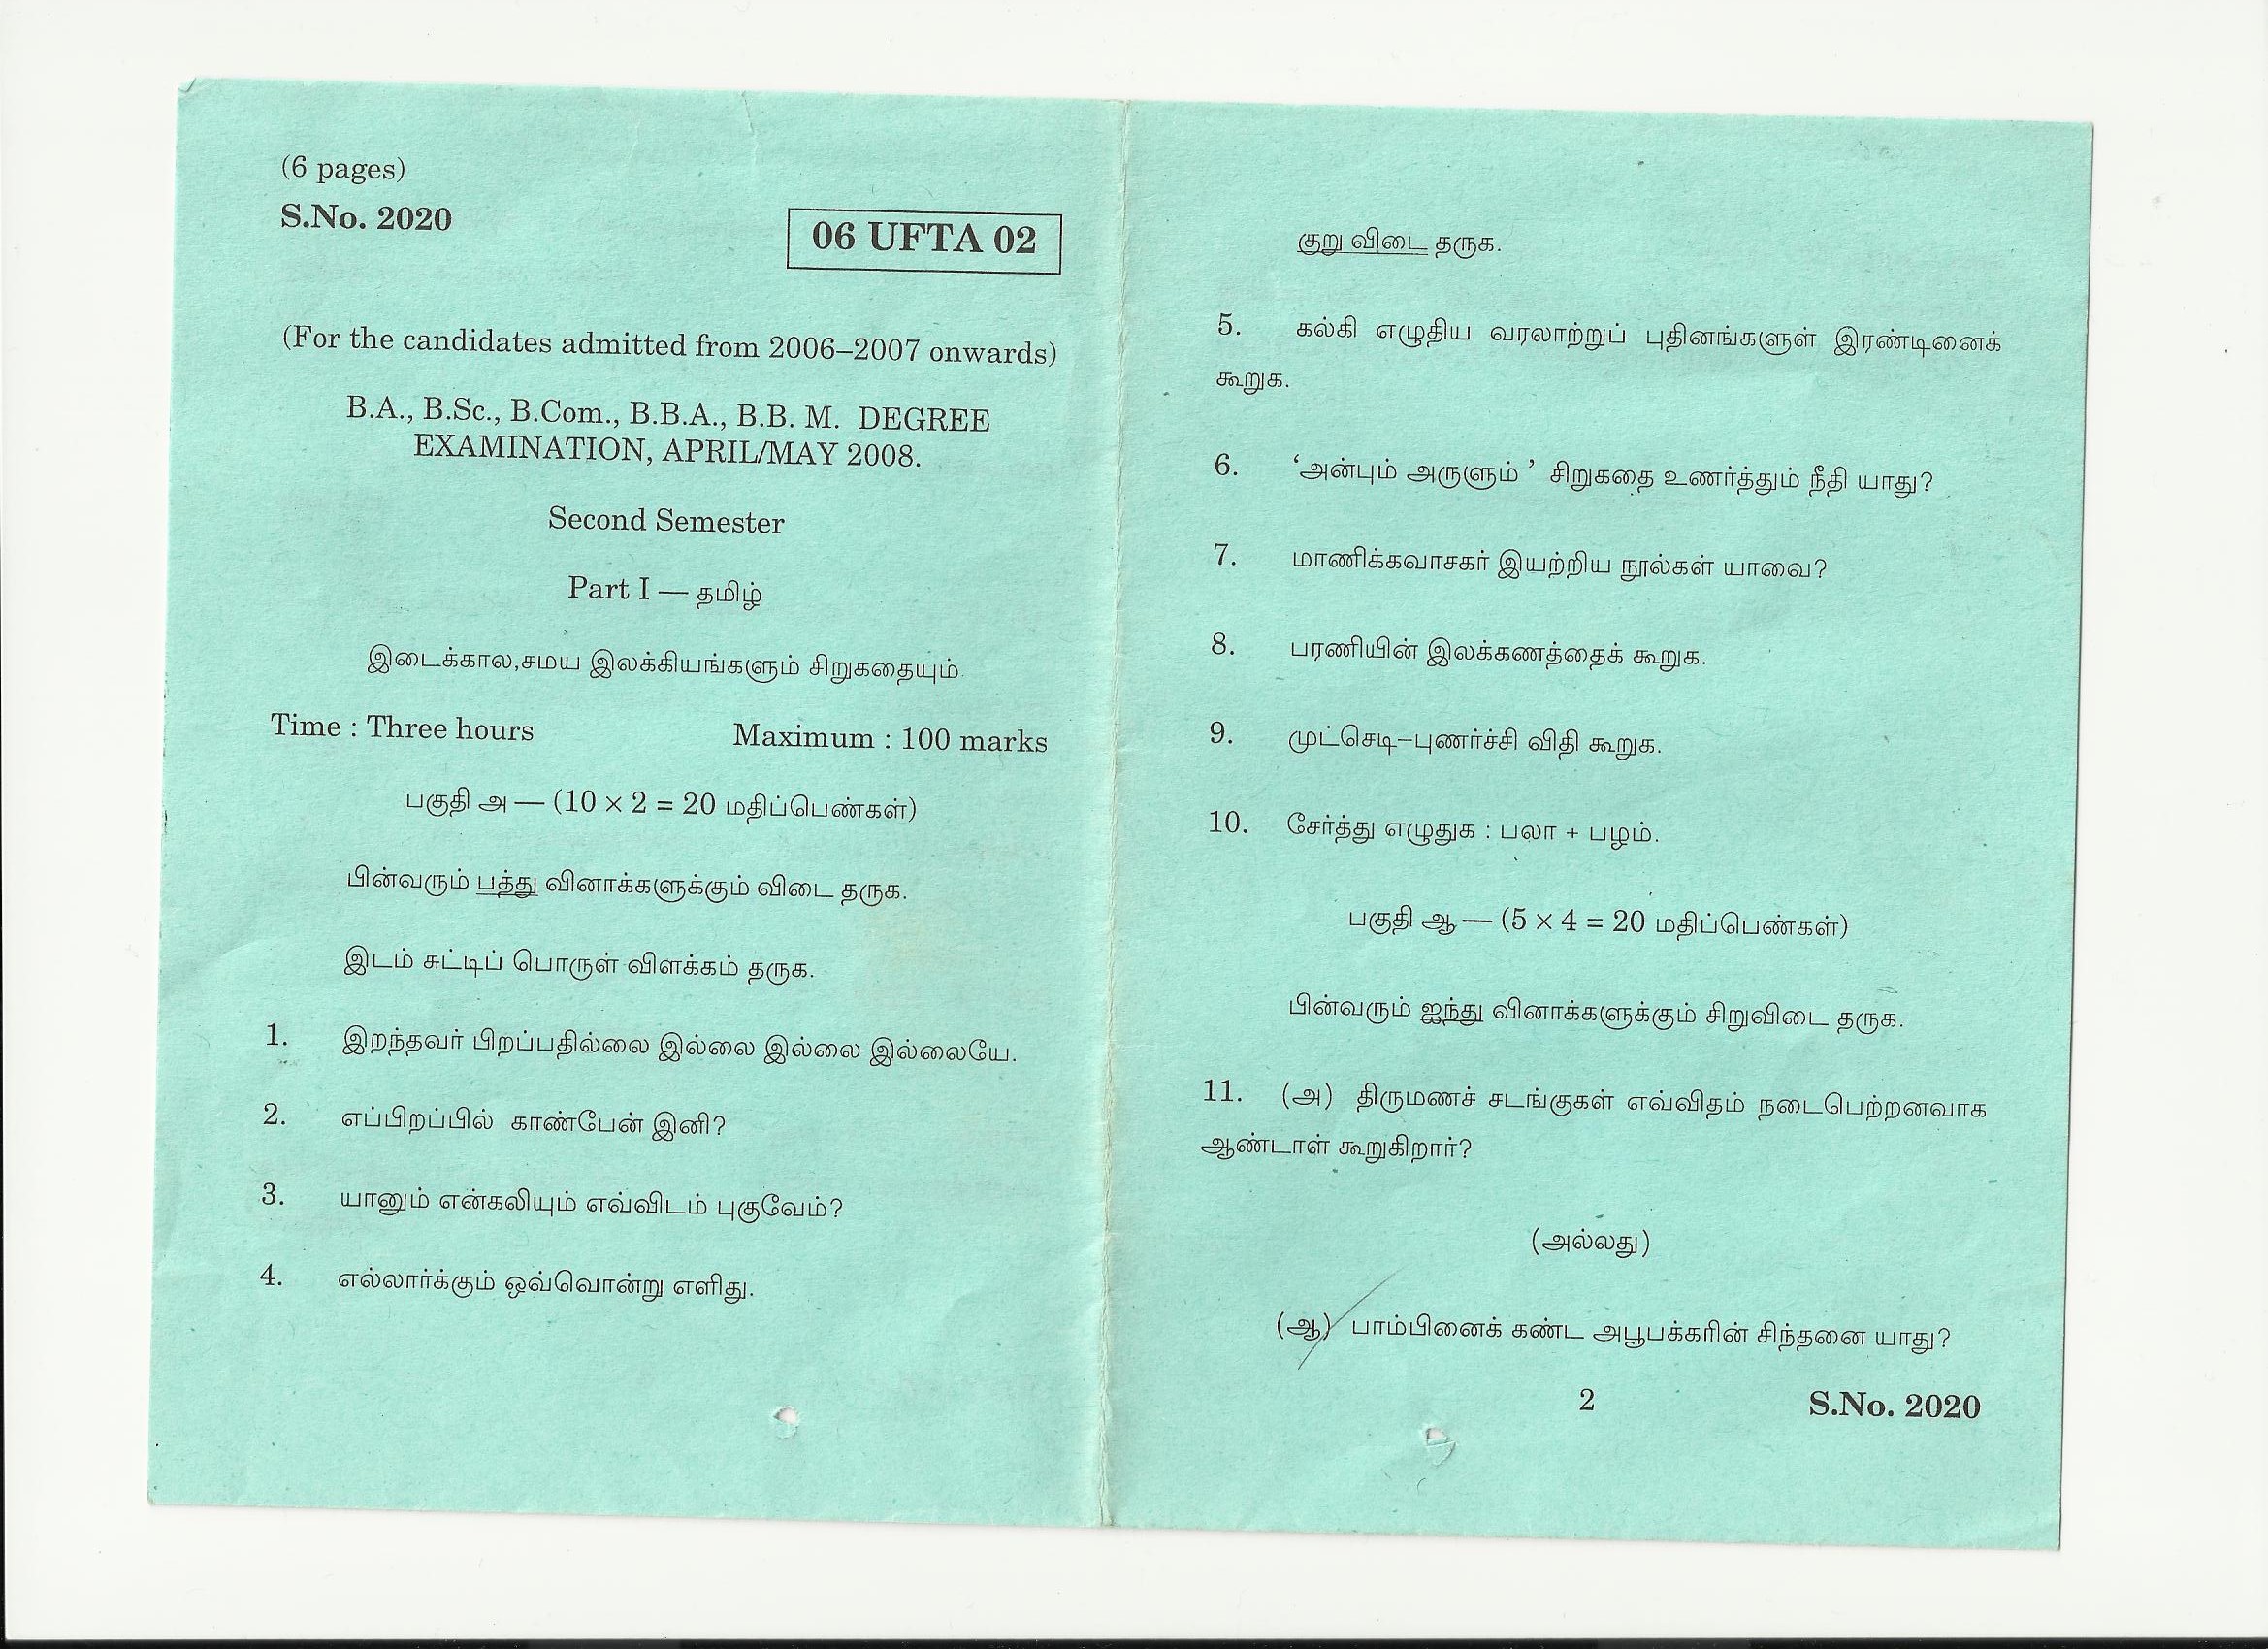 (6 pages)
S.No. 2020
06 UFTA 02
(For the candidates admitted from 2006–2007 onwards)
B.A., B.Sc., B.Com., B.B.A., B.B. M. DEGREE
EXAMINATION, APRIL/MAY 2008.
Second Semester
Part I — தமிழ்
இடைக்கால,சமய இலக்கியங்களும் சிறுகதையும்
Time : Three hours Maximum : 100 marks
பகுதி அ — (10 × 2 = 20 மதிப்பெண்கள்)
பின்வரும் பத்து வினாக்களுக்கும் விடை தருக.
இடம் சுட்டிப் பொருள் விளக்கம் தருக.
1. இறந்தவர் பிறப்பதில்லை இல்லை இல்லை இல்லையே.
2. எப்பிறப்பில் காண்பேன் இனி?
3. யானும் என்கலியும் எவ்விடம் புகுவேம்?
4. எல்லார்க்கும் ஒவ்வொன்று எளிது.
குறு விடை தருக.
5. கல்கி எழுதிய வரலாற்றுப் புதினங்களுள் இரண்டினைக்
கூறுக.
6. ‘அன்பும் அருளும் ’ சிறுகதை உணர்த்தும் நீதி யாது?
7. மாணிக்கவாசகர் இயற்றிய நூல்கள் யாவை?
8. பரணியின் இலக்கணத்தைக் கூறுக.
9. முட்செடி–புணர்ச்சி விதி கூறுக.
10. சேர்த்து எழுதுக : பலா + பழம்.
பகுதி ஆ — (5 × 4 = 20 மதிப்பெண்கள்)
பின்வரும் ஐந்து வினாக்களுக்கும் சிறுவிடை தருக.
11. (அ) திருமணச் சடங்குகள் எவ்விதம் நடைபெற்றனவாக
ஆண்டாள் கூறுகிறார்?
(அல்லது)
(ஆ) பாம்பினைக் கண்ட அபூபக்கரின் சிந்தனை யாது?
2 S.No. 2020